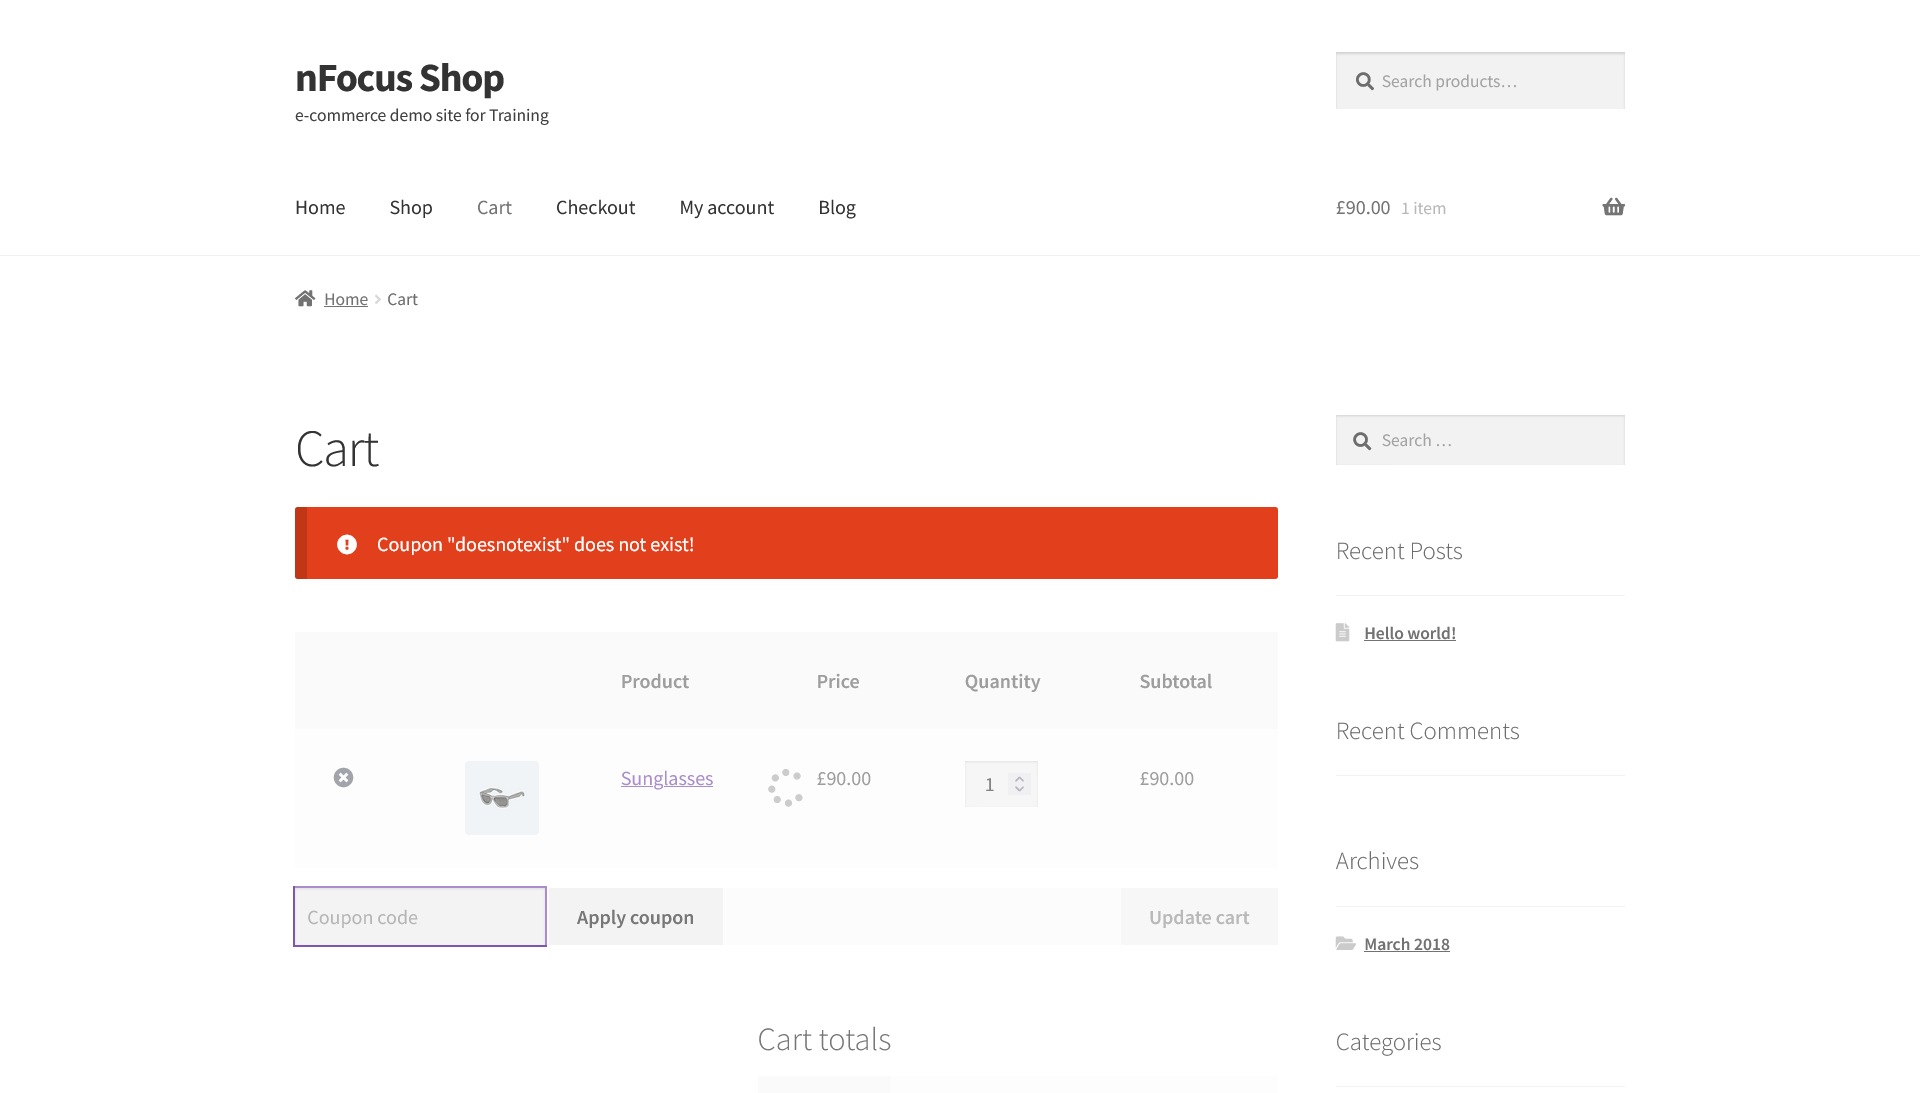 nFocus Shop
e-commerce demo site for Training
Search products…
Home Shop Cart Checkout My account Blog
£90.00 1 item
Home Cart
Cart
Coupon "doesnotexist" does not exist!
Product Price Quantity Subtotal
Sunglasses £90.00 1 £90.00
Coupon code Apply coupon Update cart
Cart totals
Search …
Recent Posts
Hello world!
Recent Comments
Archives
March 2018
Categories